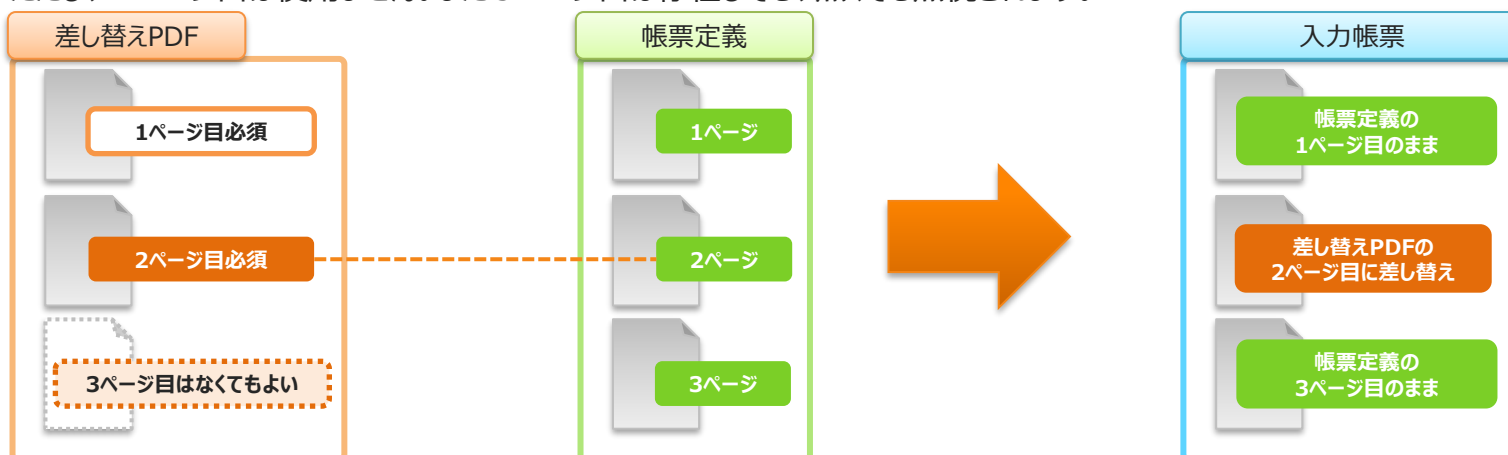 差し替えPDF
帳票定義
入力帳票
1ページ目必須
1ページ
帳票定義の
1ページ目のまま
2ページ目必須
2ページ
差し替えPDFの
2ページ目に差し替え
3ページ目はなくてもよい
3ページ
帳票定義の
3ページ目のまま